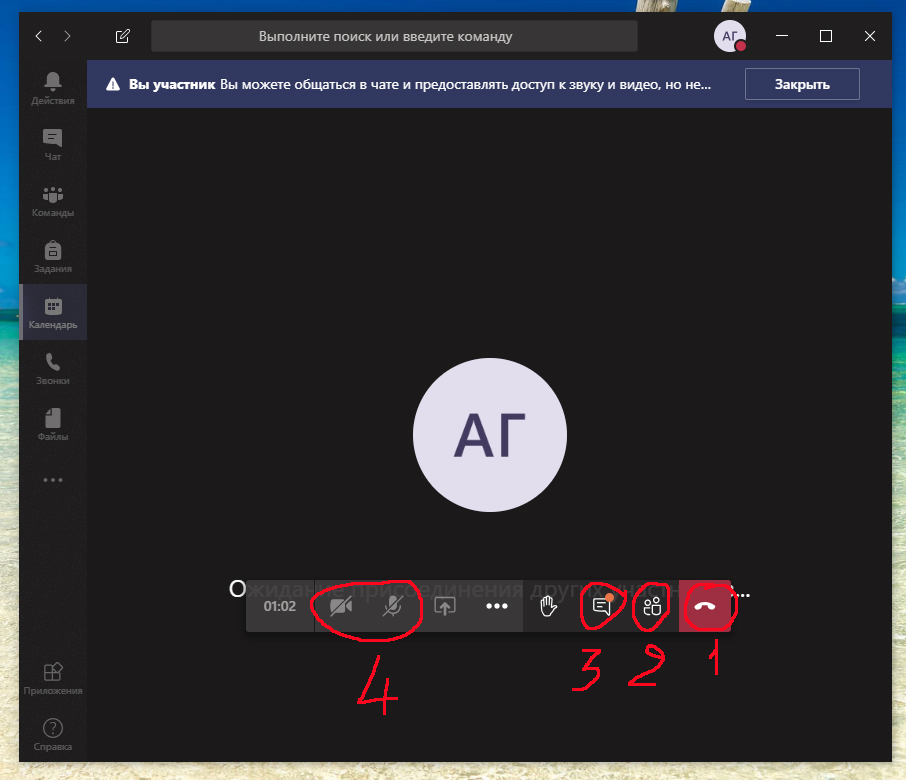 Выполните поиск или введите команду
АГ
Вы участник Вы можете общаться в чате и предоставлять доступ к звуку и видео, но не...
Закрыть
Действия
Чат
Команды
Задания
Календарь
Звонки
Файлы
АГ
Ожидание присоединения других
01:02
4
3
2
1
Приложения
Справка